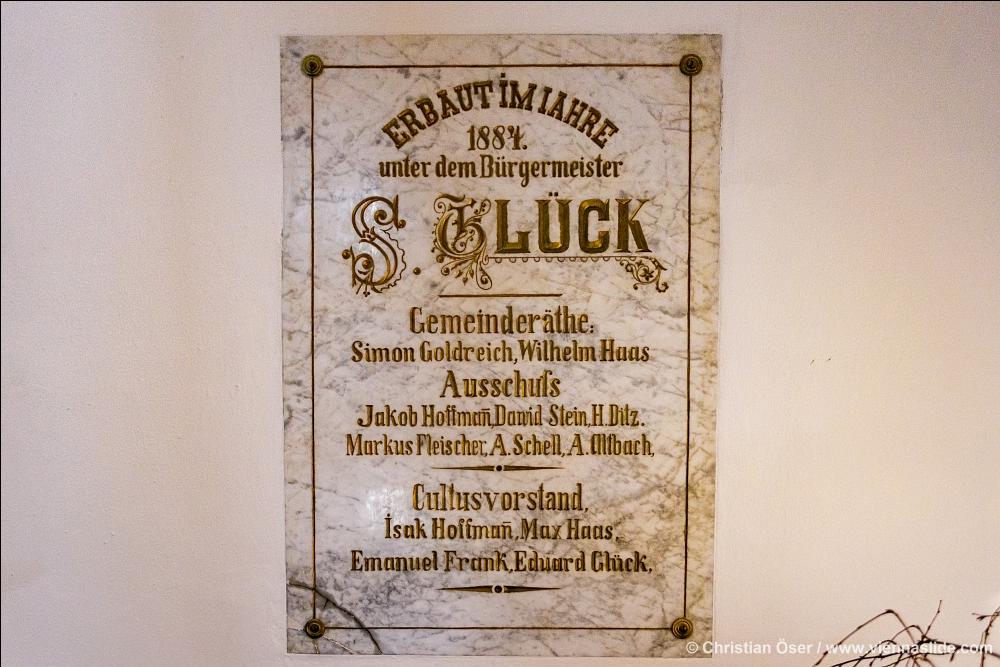 ERBAUT IM IAHRE
1884.
unter dem Bürgermeister
S. GLÜCK
Gemeinderäthe:
Simon Goldreich, Wilhelm Haas
Ausschuſs
Jakob Hoffman̄, David Stein, H. Ditz.
Markus Fleischer, A. Schell, A. Altbach,
Cultusvorstand,
İsak Hoffman̄, Max Haas,
Emanuel Frank, Eduard Glück.
© Christian Öser / www.viennaslide.com